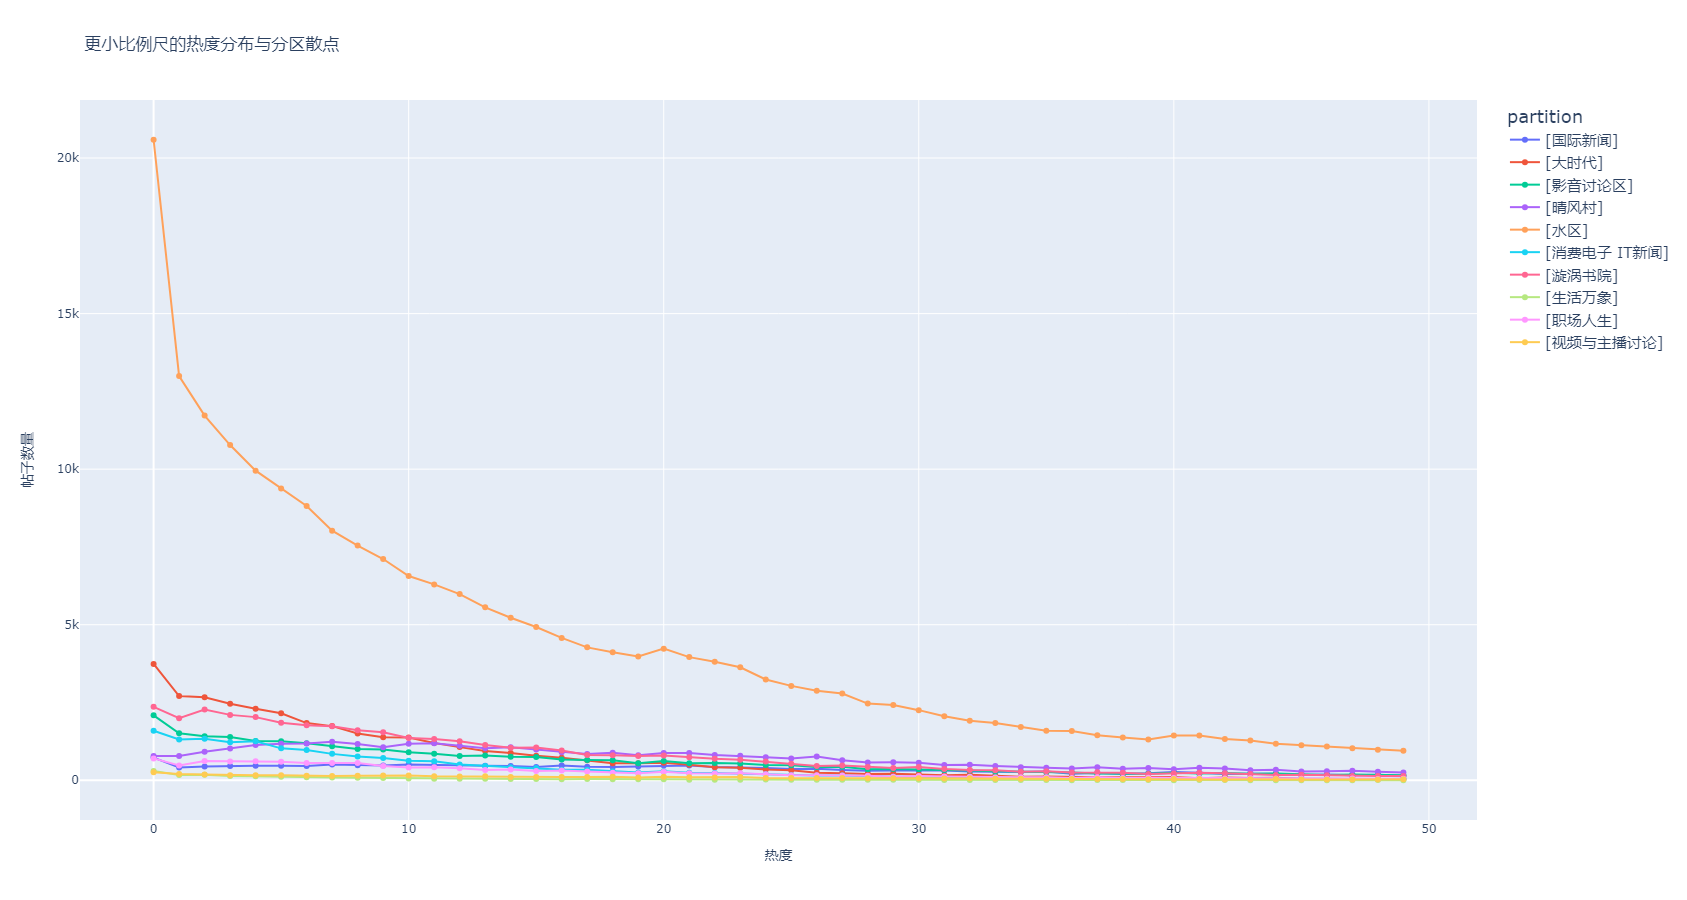 更小比例尺的热度分布与分区散点
partition
[国际新闻]
[大时代]
[影音讨论区]
[晴风村]
[水区]
[消费电子 IT新闻]
[漩涡书院]
[生活万象]
[职场人生]
[视频与主播讨论]
帖子数量
20k
15k
10k
5k
0
0 10 20 30 40 50
热度